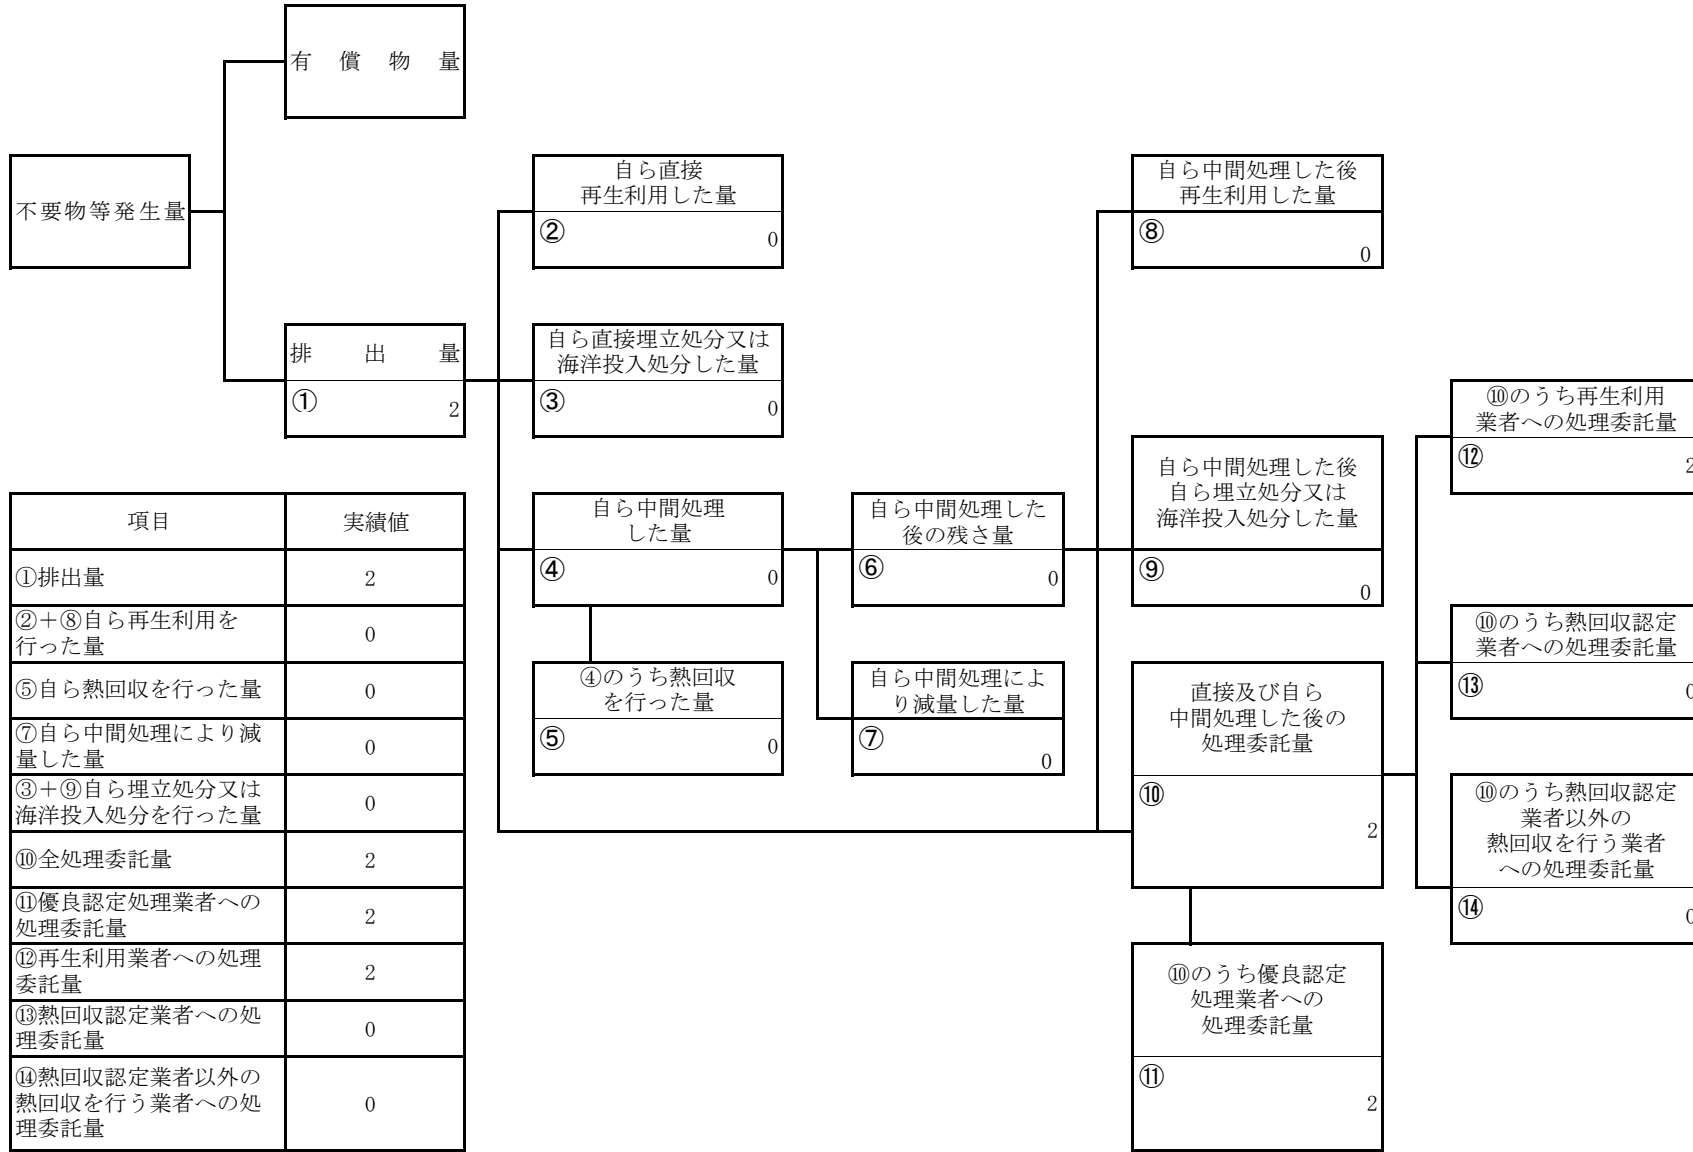 有償物量
不要物等発生量
排出量
① 2
自ら直接
再生利用した量
② 0
自ら直接埋立処分又は
海洋投入処分した量
③ 0
自ら中間処理
した量
④ 0
④のうち熱回収
を行った量
⑤ 0
自ら中間処理した
後の残さ量
⑥ 0
自ら中間処理によ
り減量した量
⑦ 0
自ら中間処理した後
再生利用した量
⑧ 0
自ら中間処理した後
自ら埋立処分又は
海洋投入処分した量
⑨ 0
直接及び自ら
中間処理した後の
処理委託量
⑩ 2
⑩のうち優良認定
処理業者への
処理委託量
⑪ 2
⑩のうち再生利用
業者への処理委託量
⑫ 2
⑩のうち熱回収認定
業者への処理委託量
⑬ 0
⑩のうち熱回収認定
業者以外の
熱回収を行う業者
への処理委託量
⑭ 0
項目 実績値
①排出量 2
②＋⑧自ら再生利用を
行った量 0
⑤自ら熱回収を行った量 0
⑦自ら中間処理により減
量した量 0
③＋⑨自ら埋立処分又は
海洋投入処分を行った量 0
⑩全処理委託量 2
⑪優良認定処理業者への
処理委託量 2
⑫再生利用業者への処理
委託量 2
⑬熱回収認定業者への処
理委託量 0
⑭熱回収認定業者以外の
熱回収を行う業者への処
理委託量 0